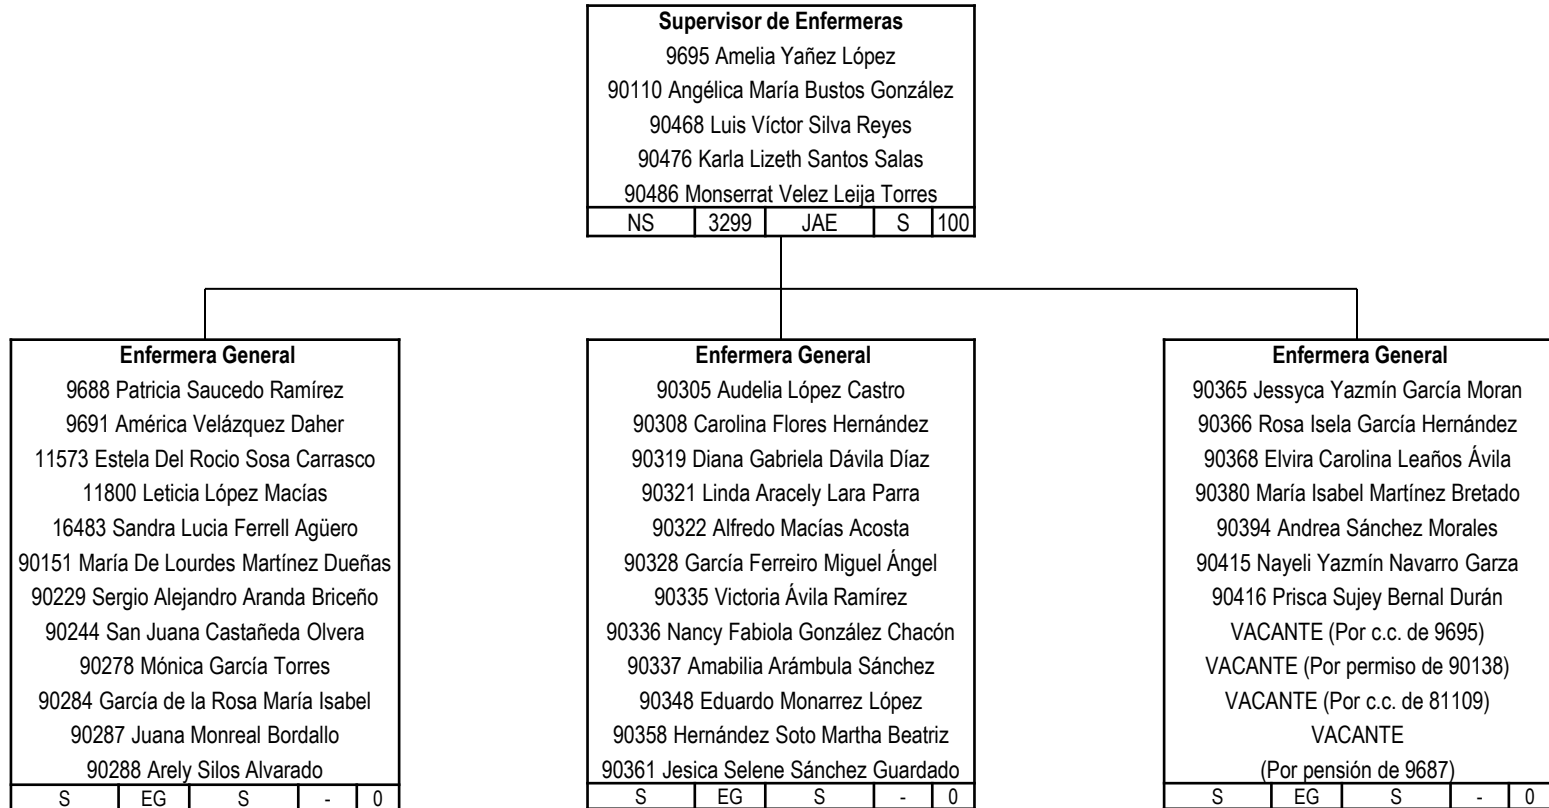 Supervisor de Enfermeras
9695 Amelia Yañez López
90110 Angélica María Bustos González
90468 Luis Víctor Silva Reyes
90476 Karla Lizeth Santos Salas
90486 Monserrat Velez Leija Torres
NS 3299 JAE S 100
Enfermera General
9688 Patricia Saucedo Ramírez
9691 América Velázquez Daher
11573 Estela Del Rocio Sosa Carrasco
11800 Leticia López Macías
16483 Sandra Lucia Ferrell Agüero
90151 María De Lourdes Martínez Dueñas
90229 Sergio Alejandro Aranda Briceño
90244 San Juana Castañeda Olvera
90278 Mónica García Torres
90284 García de la Rosa María Isabel
90287 Juana Monreal Bordallo
90288 Arely Silos Alvarado
S EG S - 0
Enfermera General
90305 Audelia López Castro
90308 Carolina Flores Hernández
90319 Diana Gabriela Dávila Díaz
90321 Linda Aracely Lara Parra
90322 Alfredo Macías Acosta
90328 García Ferreiro Miguel Ángel
90335 Victoria Ávila Ramírez
90336 Nancy Fabiola González Chacón
90337 Amabilia Arámbula Sánchez
90348 Eduardo Monarrez López
90358 Hernández Soto Martha Beatriz
90361 Jesica Selene Sánchez Guardado
S EG S - 0
Enfermera General
90365 Jessyca Yazmín García Moran
90366 Rosa Isela García Hernández
90368 Elvira Carolina Leaños Ávila
90380 María Isabel Martínez Bretado
90394 Andrea Sánchez Morales
90415 Nayeli Yazmín Navarro Garza
90416 Prisca Sujey Bernal Durán
VACANTE (Por c.c. de 9695)
VACANTE (Por permiso de 90138)
VACANTE (Por c.c. de 81109)
VACANTE
(Por pensión de 9687)
S EG S - 0